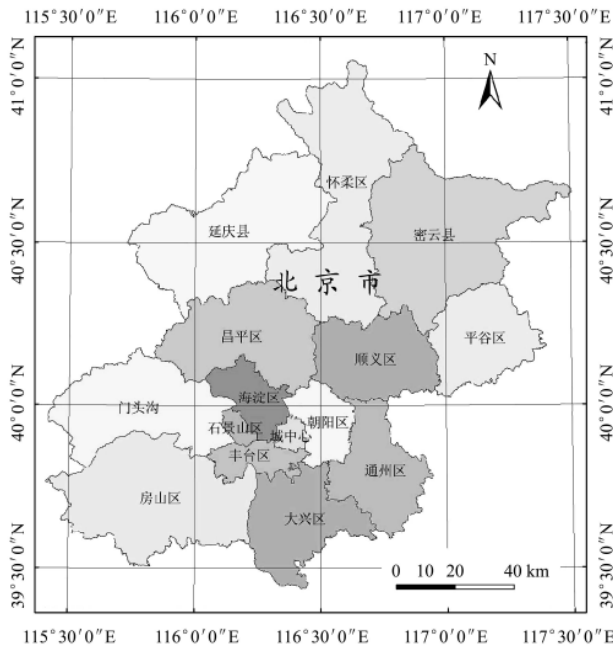 115°30′0″E 116°0′0″E 116°30′0″E 117°0′0″E 117°30′0″E
41°0′0″N
41°0′0″N
N
怀柔区
延庆县
密云县
40°30′0″N
40°30′0″N
北京市
昌平区
顺义区
平谷区
海淀区
40°0′0″N
40°0′0″N
门头沟
石景山区
朝阳区
城中心
丰台区
通州区
房山区
大兴区
39°30′0″N
39°30′0″N
0 10 20 40 km
115°30′0″E 116°0′0″E 116°30′0″E 117°0′0″E 117°30′0″E